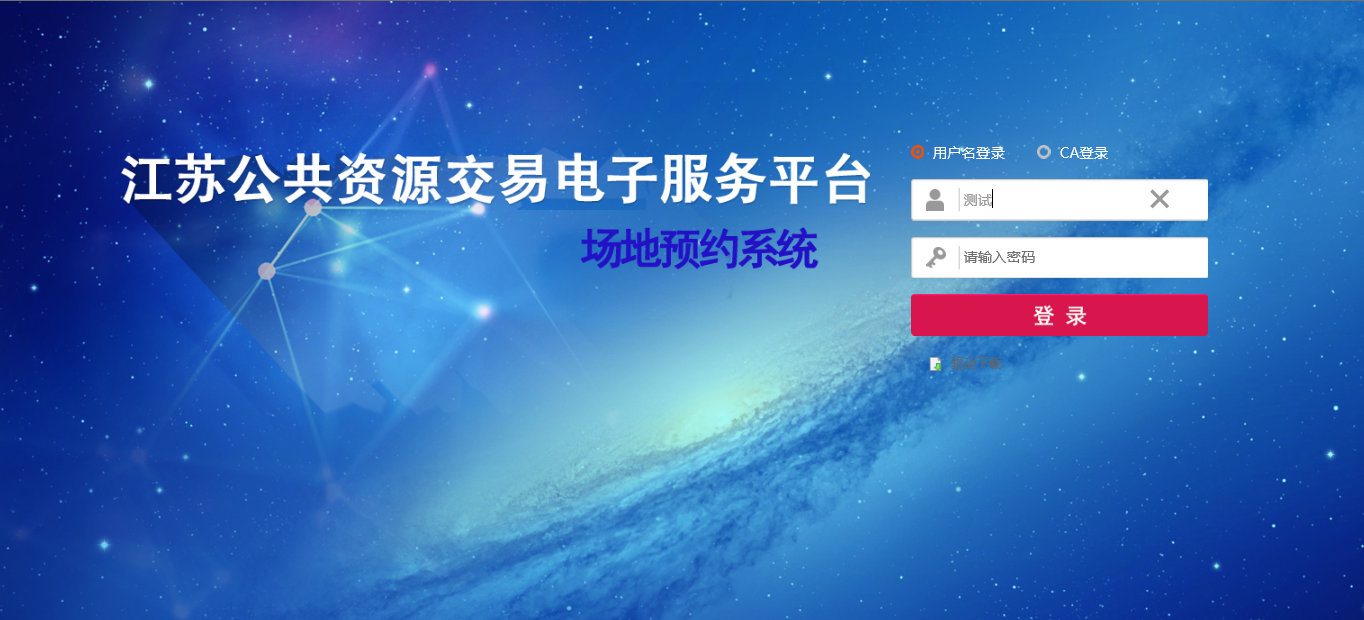 江苏公共资源交易电子服务平台
场地预约系统
用户名登录 CA登录
测试
请输入密码
登 录